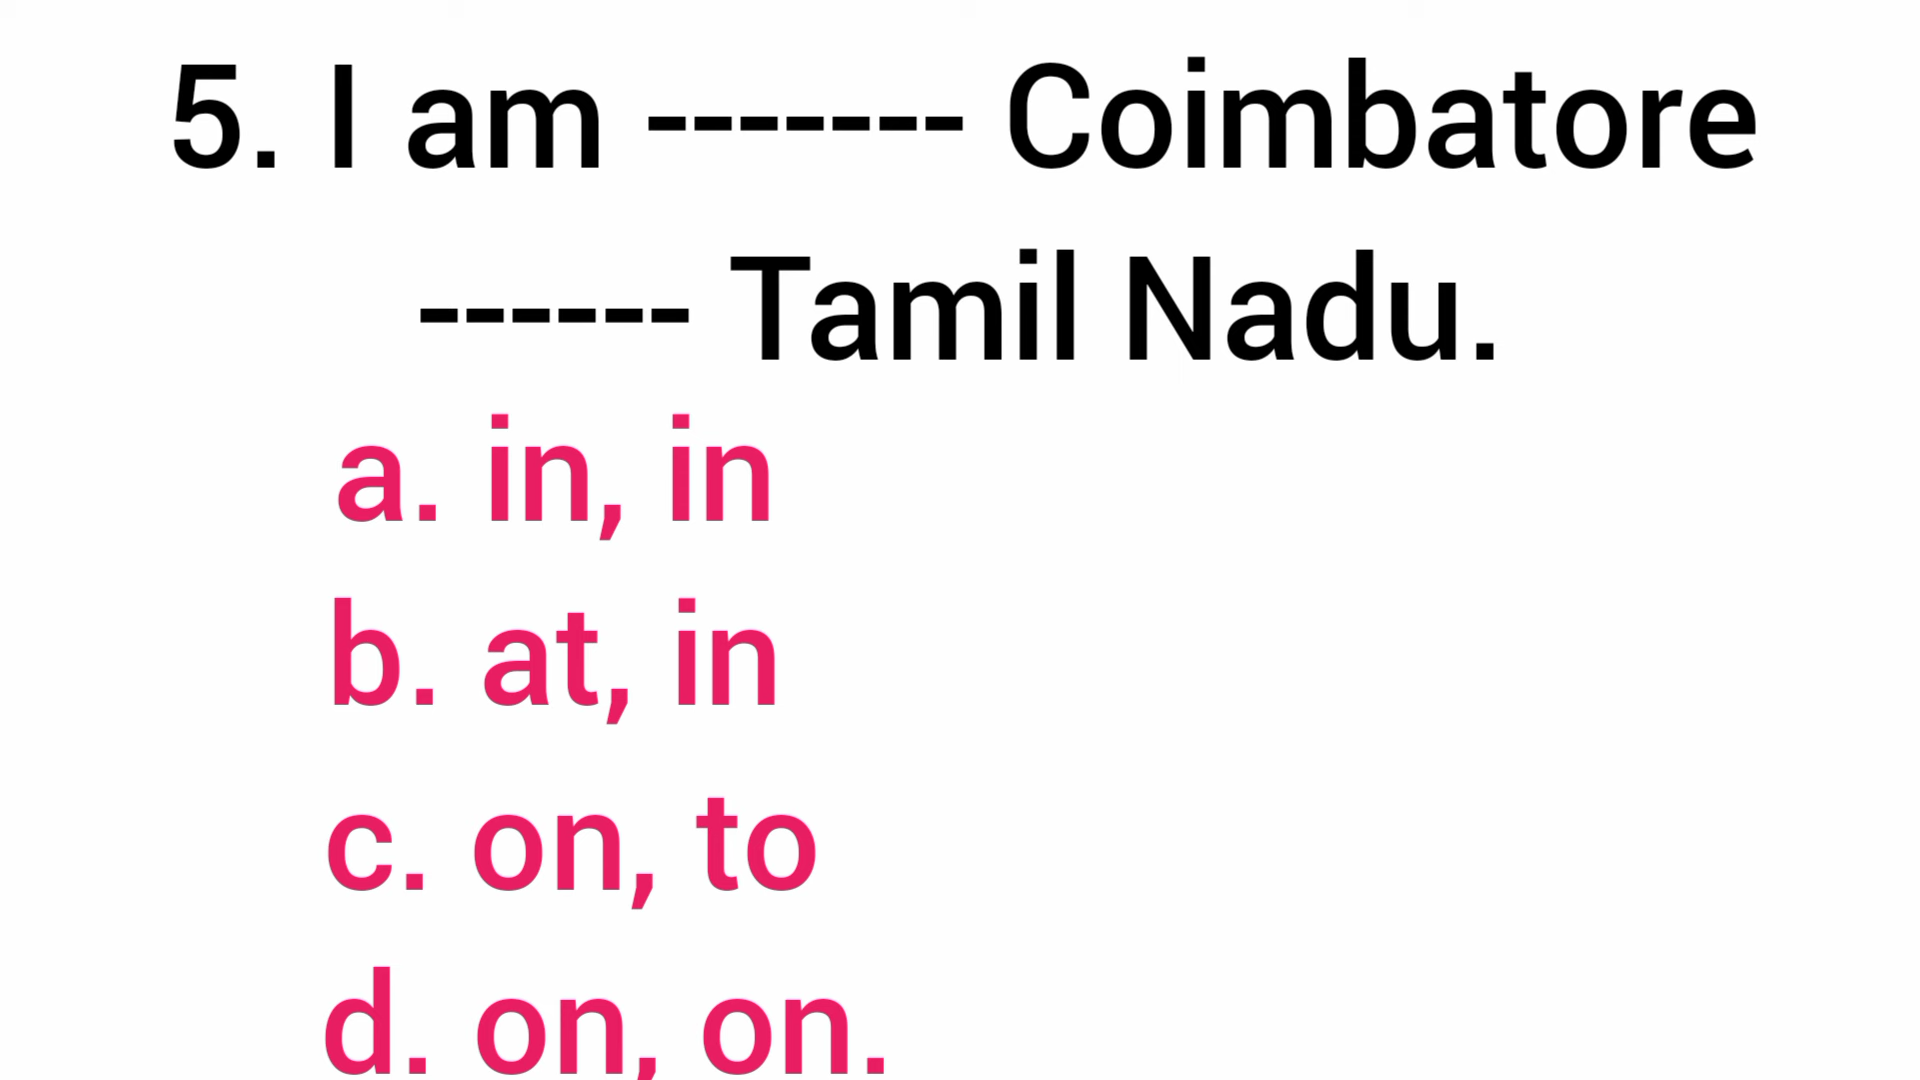 5. I am ------- Coimbatore
------ Tamil Nadu.
a. in, in
b. at, in
c. on, to
d. on, on.